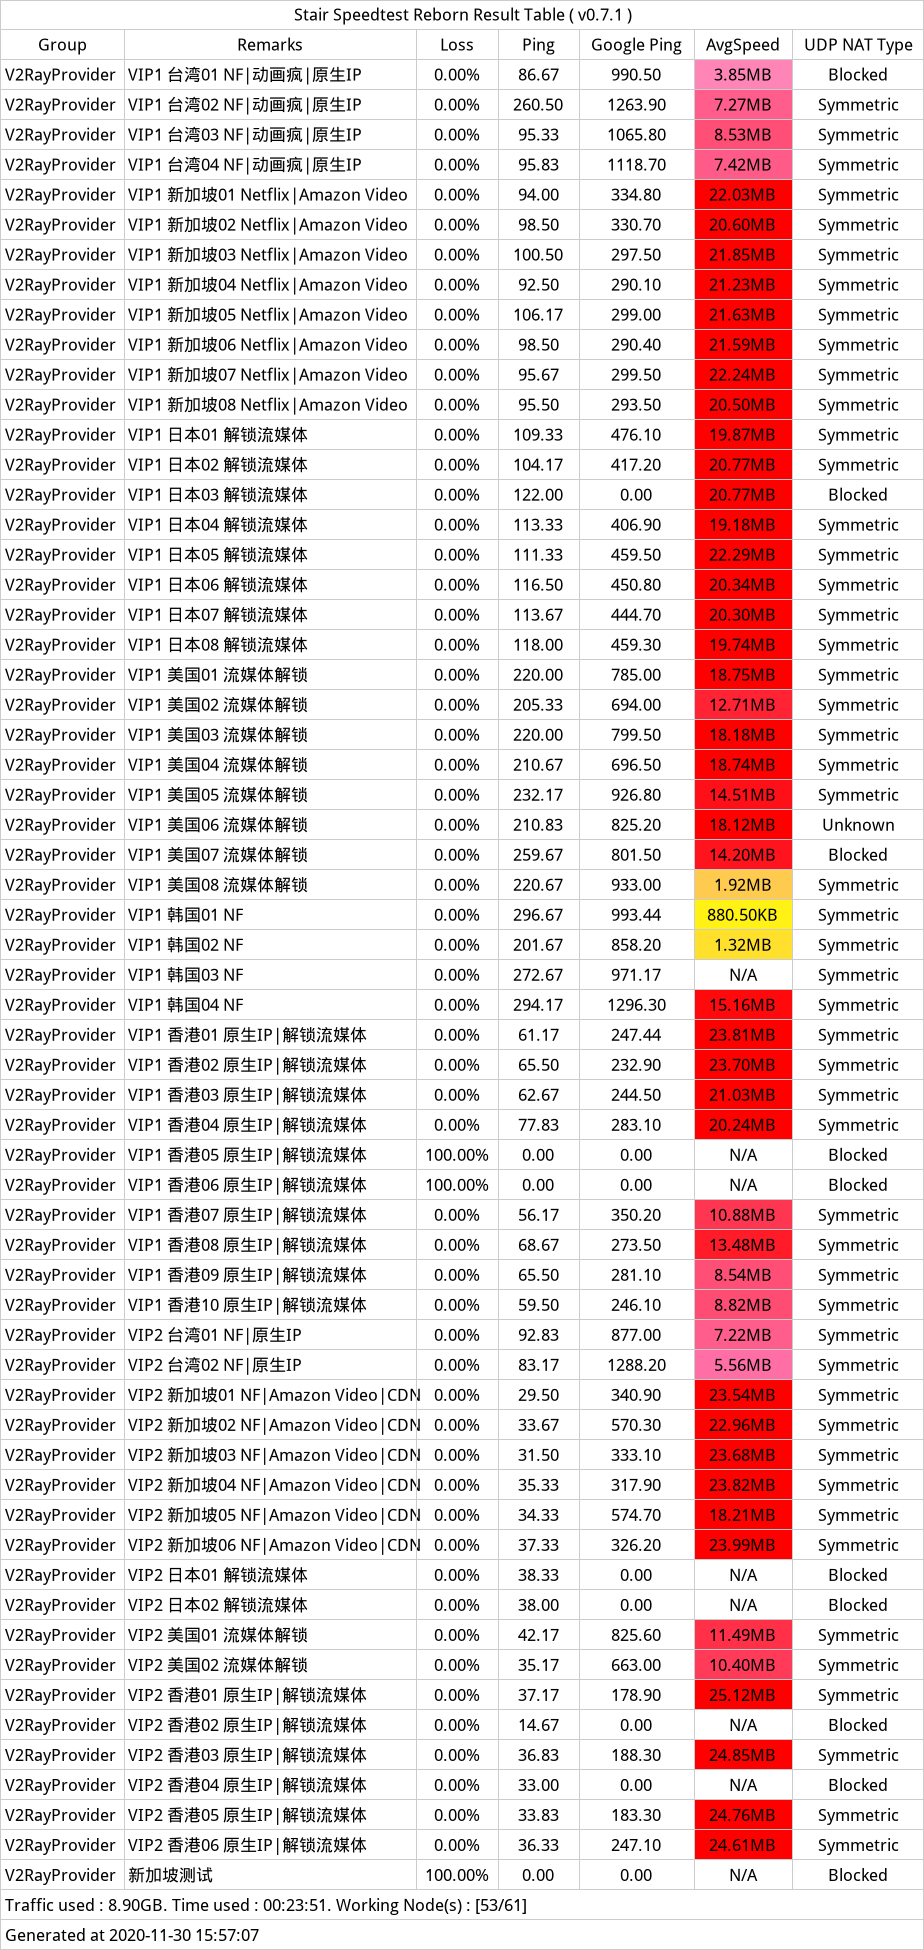 Stair Speedtest Reborn Result Table ( v0.7.1 )
Group Remarks Loss Ping Google Ping AvgSpeed UDP NAT Type
V2RayProvider VIP1 台湾01 NF|动画疯|原生IP 0.00% 86.67 990.50 3.85MB Blocked
V2RayProvider VIP1 台湾02 NF|动画疯|原生IP 0.00% 260.50 1263.90 7.27MB Symmetric
V2RayProvider VIP1 台湾03 NF|动画疯|原生IP 0.00% 95.33 1065.80 8.53MB Symmetric
V2RayProvider VIP1 台湾04 NF|动画疯|原生IP 0.00% 95.83 1118.70 7.42MB Symmetric
V2RayProvider VIP1 新加坡01 Netflix|Amazon Video 0.00% 94.00 334.80 22.03MB Symmetric
V2RayProvider VIP1 新加坡02 Netflix|Amazon Video 0.00% 98.50 330.70 20.60MB Symmetric
V2RayProvider VIP1 新加坡03 Netflix|Amazon Video 0.00% 100.50 297.50 21.85MB Symmetric
V2RayProvider VIP1 新加坡04 Netflix|Amazon Video 0.00% 92.50 290.10 21.23MB Symmetric
V2RayProvider VIP1 新加坡05 Netflix|Amazon Video 0.00% 106.17 299.00 21.63MB Symmetric
V2RayProvider VIP1 新加坡06 Netflix|Amazon Video 0.00% 98.50 290.40 21.59MB Symmetric
V2RayProvider VIP1 新加坡07 Netflix|Amazon Video 0.00% 95.67 299.50 22.24MB Symmetric
V2RayProvider VIP1 新加坡08 Netflix|Amazon Video 0.00% 95.50 293.50 20.50MB Symmetric
V2RayProvider VIP1 日本01 解锁流媒体 0.00% 109.33 476.10 19.87MB Symmetric
V2RayProvider VIP1 日本02 解锁流媒体 0.00% 104.17 417.20 20.77MB Symmetric
V2RayProvider VIP1 日本03 解锁流媒体 0.00% 122.00 0.00 20.77MB Blocked
V2RayProvider VIP1 日本04 解锁流媒体 0.00% 113.33 406.90 19.18MB Symmetric
V2RayProvider VIP1 日本05 解锁流媒体 0.00% 111.33 459.50 22.29MB Symmetric
V2RayProvider VIP1 日本06 解锁流媒体 0.00% 116.50 450.80 20.34MB Symmetric
V2RayProvider VIP1 日本07 解锁流媒体 0.00% 113.67 444.70 20.30MB Symmetric
V2RayProvider VIP1 日本08 解锁流媒体 0.00% 118.00 459.30 19.74MB Symmetric
V2RayProvider VIP1 美国01 流媒体解锁 0.00% 220.00 785.00 18.75MB Symmetric
V2RayProvider VIP1 美国02 流媒体解锁 0.00% 205.33 694.00 12.71MB Symmetric
V2RayProvider VIP1 美国03 流媒体解锁 0.00% 220.00 799.50 18.18MB Symmetric
V2RayProvider VIP1 美国04 流媒体解锁 0.00% 210.67 696.50 18.74MB Symmetric
V2RayProvider VIP1 美国05 流媒体解锁 0.00% 232.17 926.80 14.51MB Symmetric
V2RayProvider VIP1 美国06 流媒体解锁 0.00% 210.83 825.20 18.12MB Unknown
V2RayProvider VIP1 美国07 流媒体解锁 0.00% 259.67 801.50 14.20MB Blocked
V2RayProvider VIP1 美国08 流媒体解锁 0.00% 220.67 933.00 1.92MB Symmetric
V2RayProvider VIP1 韩国01 NF 0.00% 296.67 993.44 880.50KB Symmetric
V2RayProvider VIP1 韩国02 NF 0.00% 201.67 858.20 1.32MB Symmetric
V2RayProvider VIP1 韩国03 NF 0.00% 272.67 971.17 N/A Symmetric
V2RayProvider VIP1 韩国04 NF 0.00% 294.17 1296.30 15.16MB Symmetric
V2RayProvider VIP1 香港01 原生IP|解锁流媒体 0.00% 61.17 247.44 23.81MB Symmetric
V2RayProvider VIP1 香港02 原生IP|解锁流媒体 0.00% 65.50 232.90 23.70MB Symmetric
V2RayProvider VIP1 香港03 原生IP|解锁流媒体 0.00% 62.67 244.50 21.03MB Symmetric
V2RayProvider VIP1 香港04 原生IP|解锁流媒体 0.00% 77.83 283.10 20.24MB Symmetric
V2RayProvider VIP1 香港05 原生IP|解锁流媒体 100.00% 0.00 0.00 N/A Blocked
V2RayProvider VIP1 香港06 原生IP|解锁流媒体 100.00% 0.00 0.00 N/A Blocked
V2RayProvider VIP1 香港07 原生IP|解锁流媒体 0.00% 56.17 350.20 10.88MB Symmetric
V2RayProvider VIP1 香港08 原生IP|解锁流媒体 0.00% 68.67 273.50 13.48MB Symmetric
V2RayProvider VIP1 香港09 原生IP|解锁流媒体 0.00% 65.50 281.10 8.54MB Symmetric
V2RayProvider VIP1 香港10 原生IP|解锁流媒体 0.00% 59.50 246.10 8.82MB Symmetric
V2RayProvider VIP2 台湾01 NF|原生IP 0.00% 92.83 877.00 7.22MB Symmetric
V2RayProvider VIP2 台湾02 NF|原生IP 0.00% 83.17 1288.20 5.56MB Symmetric
V2RayProvider VIP2 新加坡01 NF|Amazon Video|CDN 0.00% 29.50 340.90 23.54MB Symmetric
V2RayProvider VIP2 新加坡02 NF|Amazon Video|CDN 0.00% 33.67 570.30 22.96MB Symmetric
V2RayProvider VIP2 新加坡03 NF|Amazon Video|CDN 0.00% 31.50 333.10 23.68MB Symmetric
V2RayProvider VIP2 新加坡04 NF|Amazon Video|CDN 0.00% 35.33 317.90 23.82MB Symmetric
V2RayProvider VIP2 新加坡05 NF|Amazon Video|CDN 0.00% 34.33 574.70 18.21MB Symmetric
V2RayProvider VIP2 新加坡06 NF|Amazon Video|CDN 0.00% 37.33 326.20 23.99MB Symmetric
V2RayProvider VIP2 日本01 解锁流媒体 0.00% 38.33 0.00 N/A Blocked
V2RayProvider VIP2 日本02 解锁流媒体 0.00% 38.00 0.00 N/A Blocked
V2RayProvider VIP2 美国01 流媒体解锁 0.00% 42.17 825.60 11.49MB Symmetric
V2RayProvider VIP2 美国02 流媒体解锁 0.00% 35.17 663.00 10.40MB Symmetric
V2RayProvider VIP2 香港01 原生IP|解锁流媒体 0.00% 37.17 178.90 25.12MB Symmetric
V2RayProvider VIP2 香港02 原生IP|解锁流媒体 0.00% 14.67 0.00 N/A Blocked
V2RayProvider VIP2 香港03 原生IP|解锁流媒体 0.00% 36.83 188.30 24.85MB Symmetric
V2RayProvider VIP2 香港04 原生IP|解锁流媒体 0.00% 33.00 0.00 N/A Blocked
V2RayProvider VIP2 香港05 原生IP|解锁流媒体 0.00% 33.83 183.30 24.76MB Symmetric
V2RayProvider VIP2 香港06 原生IP|解锁流媒体 0.00% 36.33 247.10 24.61MB Symmetric
V2RayProvider 新加坡测试 100.00% 0.00 0.00 N/A Blocked
Traffic used : 8.90GB. Time used : 00:23:51. Working Node(s) : [53/61]
Generated at 2020-11-30 15:57:07